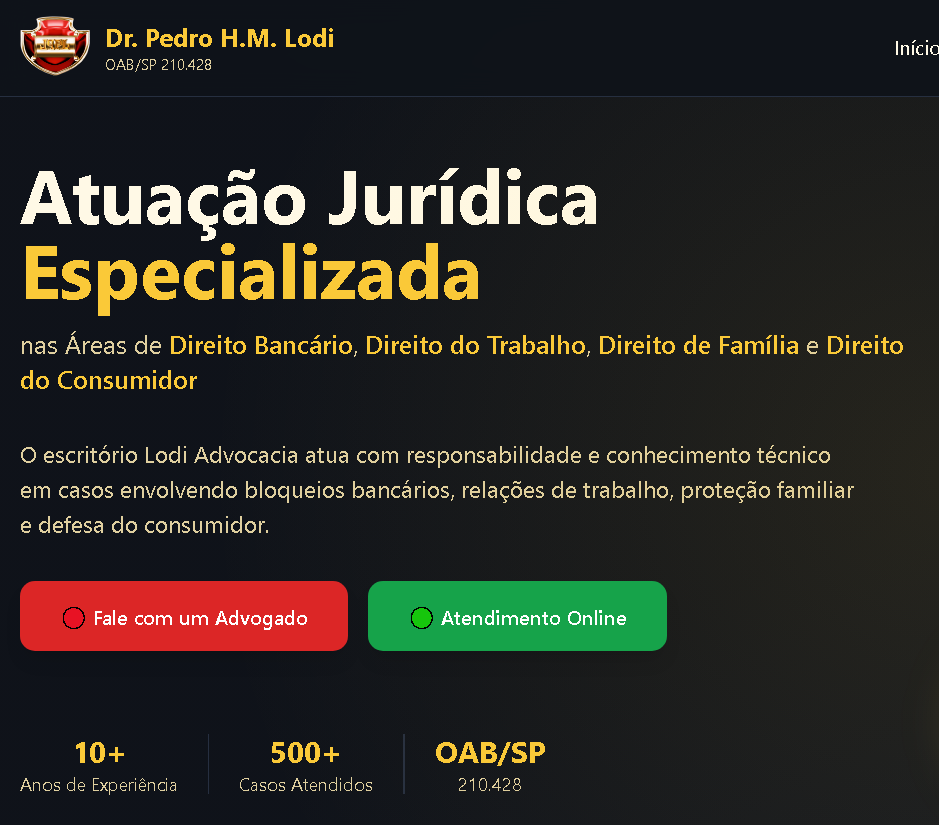 Dr. Pedro H.M. Lodi
OAB/SP 210.428
Início
Atuação Jurídica
Especializada
nas Áreas de Direito Bancário, Direito do Trabalho, Direito de Família e Direito
do Consumidor
O escritório Lodi Advocacia atua com responsabilidade e conhecimento técnico
em casos envolvendo bloqueios bancários, relações de trabalho, proteção familiar
e defesa do consumidor.
Fale com um Advogado
Atendimento Online
10+
Anos de Experiência
500+
Casos Atendidos
OAB/SP
210.428